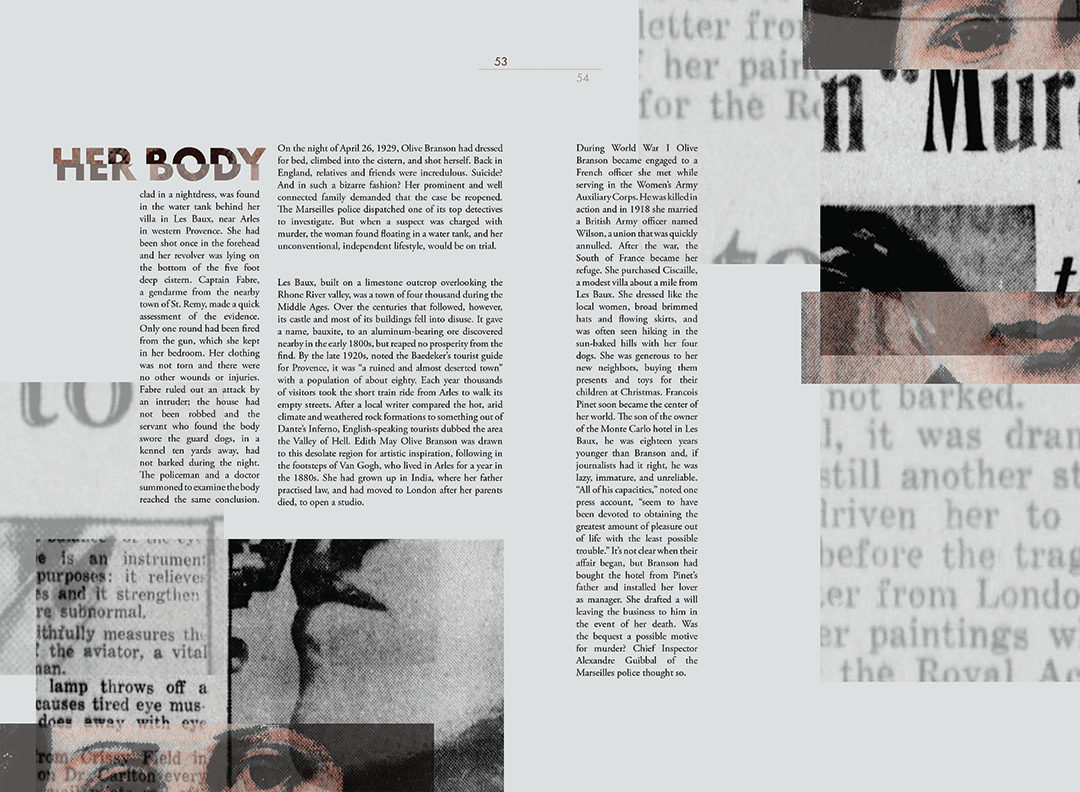 53
54
HER BODY
clad in a nightdress, was found
in the water tank behind her
villa in Les Baux, near Arles
in western Provence. She had
been shot once in the forehead
and her revolver was lying on
the bottom of the five foot
deep cistern. Captain Fabre,
a gendarme from the nearby
town of St. Remy, made a quick
assessment of the evidence.
Only one round had been fired
from the gun, which she kept
in her bedroom. Her clothing
was not torn and there were
no other wounds or injuries.
Fabre ruled out an attack by
an intruder; the house had
not been robbed and the
servant who found the body
swore the guard dogs, in a
kennel ten yards away, had
not barked during the night.
The policeman and a doctor
summoned to examine the body
reached the same conclusion.
On the night of April 26, 1929, Olive Branson had dressed
for bed, climbed into the cistern, and shot herself. Back in
England, relatives and friends were incredulous. Suicide?
And in such a bizarre fashion? Her prominent and well
connected family demanded that the case be reopened.
The Marseilles police dispatched one of its top detectives
to investigate. But when a suspect was charged with
murder, the woman found floating in a water tank, and her
unconventional, independent lifestyle, would be on trial.
Les Baux, built on a limestone outcrop overlooking the
Rhone River valley, was a town of four thousand during the
Middle Ages. Over the centuries that followed, however,
its castle and most of its buildings fell into disuse. It gave
a name, bauxite, to an aluminum-bearing ore discovered
nearby in the early 1800s, but reaped no prosperity from the
find. By the late 1920s, noted the Baedeker's tourist guide
for Provence, it was “a ruined and almost deserted town”
with a population of about eighty. Each year thousands
of visitors took the short train ride from Arles to walk its
empty streets. After a local writer compared the hot, arid
climate and weathered rock formations to something out of
Dante's Inferno, English-speaking tourists dubbed the area
the Valley of Hell. Edith May Olive Branson was drawn
to this desolate region for artistic inspiration, following in
the footsteps of Van Gogh, who lived in Arles for a year in
the 1880s. She had grown up in India, where her father
practised law, and had moved to London after her parents
died, to open a studio.
During World War I Olive
Branson became engaged to a
French officer she met while
serving in the Women's Army
Auxiliary Corps. He was killed in
action and in 1918 she married
a British Army officer named
Wilson, a union that was quickly
annulled. After the war, the
South of France became her
refuge. She purchased Ciscaille,
a modest villa about a mile from
Les Baux. She dressed like the
local women, broad brimmed
hats and flowing skirts, and
was often seen hiking in the
sun-baked hills with her four
dogs. She was generous to her
new neighbors, buying them
presents and toys for their
children at Christmas. Francois
Pinet soon became the center of
her world. The son of the owner
of the Monte Carlo hotel in Les
Baux, he was eighteen years
younger than Branson and, if
journalists had it right, he was
lazy, immature, and unreliable.
“All of his capacities,” noted one
press account, “seem to have
been devoted to obtaining the
greatest amount of pleasure out
of life with the least possible
trouble.” It's not clear when their
affair began, but Branson had
bought the hotel from Pinet's
father and installed her lover
as manager. She drafted a will
leaving the business to him in
the event of her death. Was
the bequest a possible motive
for murder? Chief Inspector
Alexandre Guibbal of the
Marseilles police thought so.
letter fro
her pain
for the Ro
n “Mur
to
t
not barked.
l, it was dram
still another st
driven her to
before the trag
er from Londo
er paintings w
the Royal Ac
to
balance of the eye
e is an instrument
purposes: it relieves
es and it strengthen
re subnormal.
ithfully measures the
the aviator, a vital
man.
lamp throws off a
causes tired eye mus-
does away with eye
rom Crissy Field in
on Dr. Carlton every